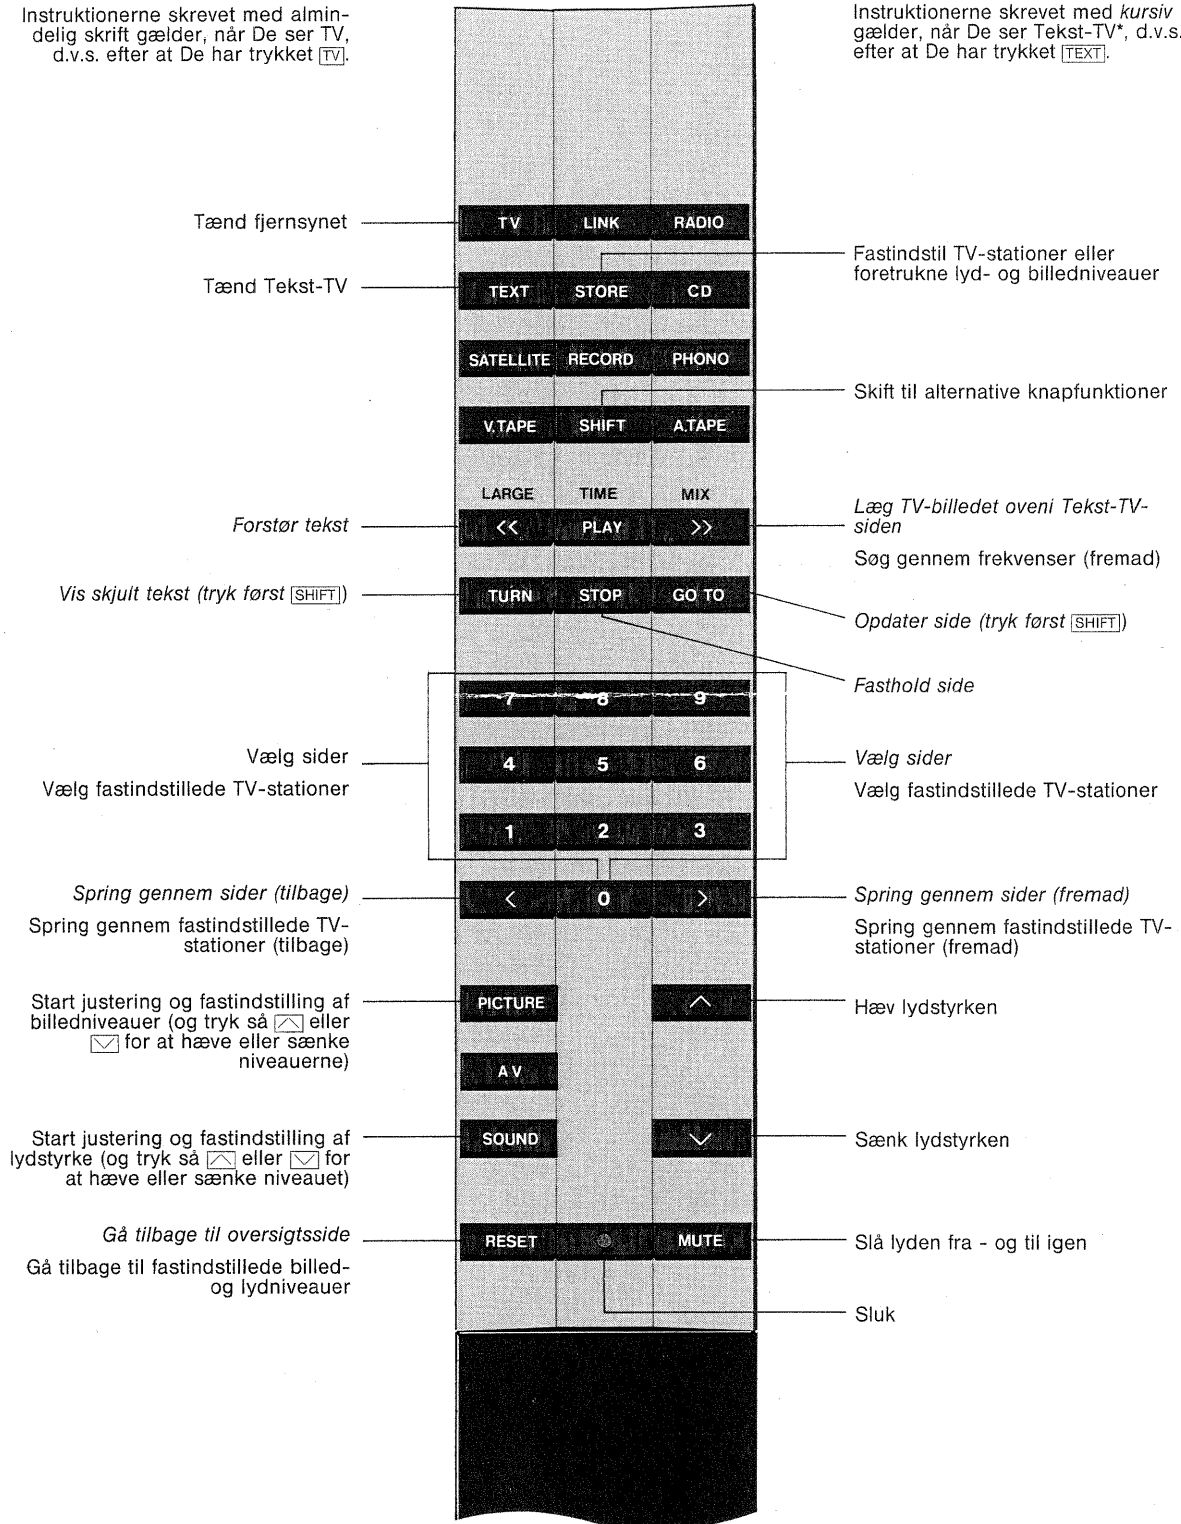 Instruktionerne skrevet med almin-
delig skrift gælder, når De ser TV,
d.v.s. efter at De har trykket TV.
Instruktionerne skrevet med kursiv
gælder, når De ser Tekst-TV*, d.v.s.
efter at De har trykket TEXT.
Tænd fjernsynet
TV LINK RADIO
Fastindstil TV-stationer eller
foretrukne lyd- og billedniveauer
Tænd Tekst-TV
TEXT STORE CD
SATELLITE RECORD PHONO
Skift til alternative knapfunktioner
V.TAPE SHIFT A.TAPE
LARGE TIME MIX
Forstør tekst
<< PLAY >>
Læg TV-billedet oveni Tekst-TV-
siden
Søg gennem frekvenser (fremad)
Vis skjult tekst (tryk først SHIFT)
TURN STOP GO TO
Opdater side (tryk først SHIFT)
Fasthold side
7 8 9
Vælg sider
Vælg fastindstillede TV-stationer
4 5 6
Vælg sider
Vælg fastindstillede TV-stationer
1 2 3
Spring gennem sider (tilbage)
Spring gennem fastindstillede TV-
stationer (tilbage)
< 0 >
Spring gennem sider (fremad)
Spring gennem fastindstillede TV-
stationer (fremad)
Start justering og fastindstilling af
billedniveauer (og tryk så ^ eller
v for at hæve eller sænke
niveauerne)
PICTURE ^
Hæv lydstyrken
AV
Start justering og fastindstilling af
lydstyrke (og tryk så ^ eller v for
at hæve eller sænke niveauet)
SOUND v
Sænk lydstyrken
Gå tilbage til oversigtsside
Gå tilbage til fastindstillede billed-
og lydniveauer
RESET MUTE
Slå lyden fra - og til igen
Sluk